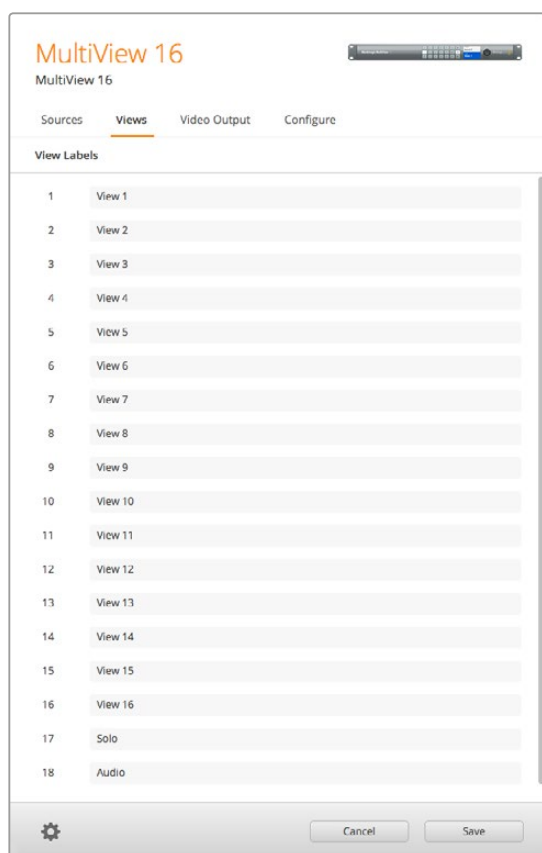 MultiView 16
MultiView 16
Sources Views Video Output Configure
View Labels
1 View 1
2 View 2
3 View 3
4 View 4
5 View 5
6 View 6
7 View 7
8 View 8
9 View 9
10 View 10
11 View 11
12 View 12
13 View 13
14 View 14
15 View 15
16 View 16
17 Solo
18 Audio
Cancel Save